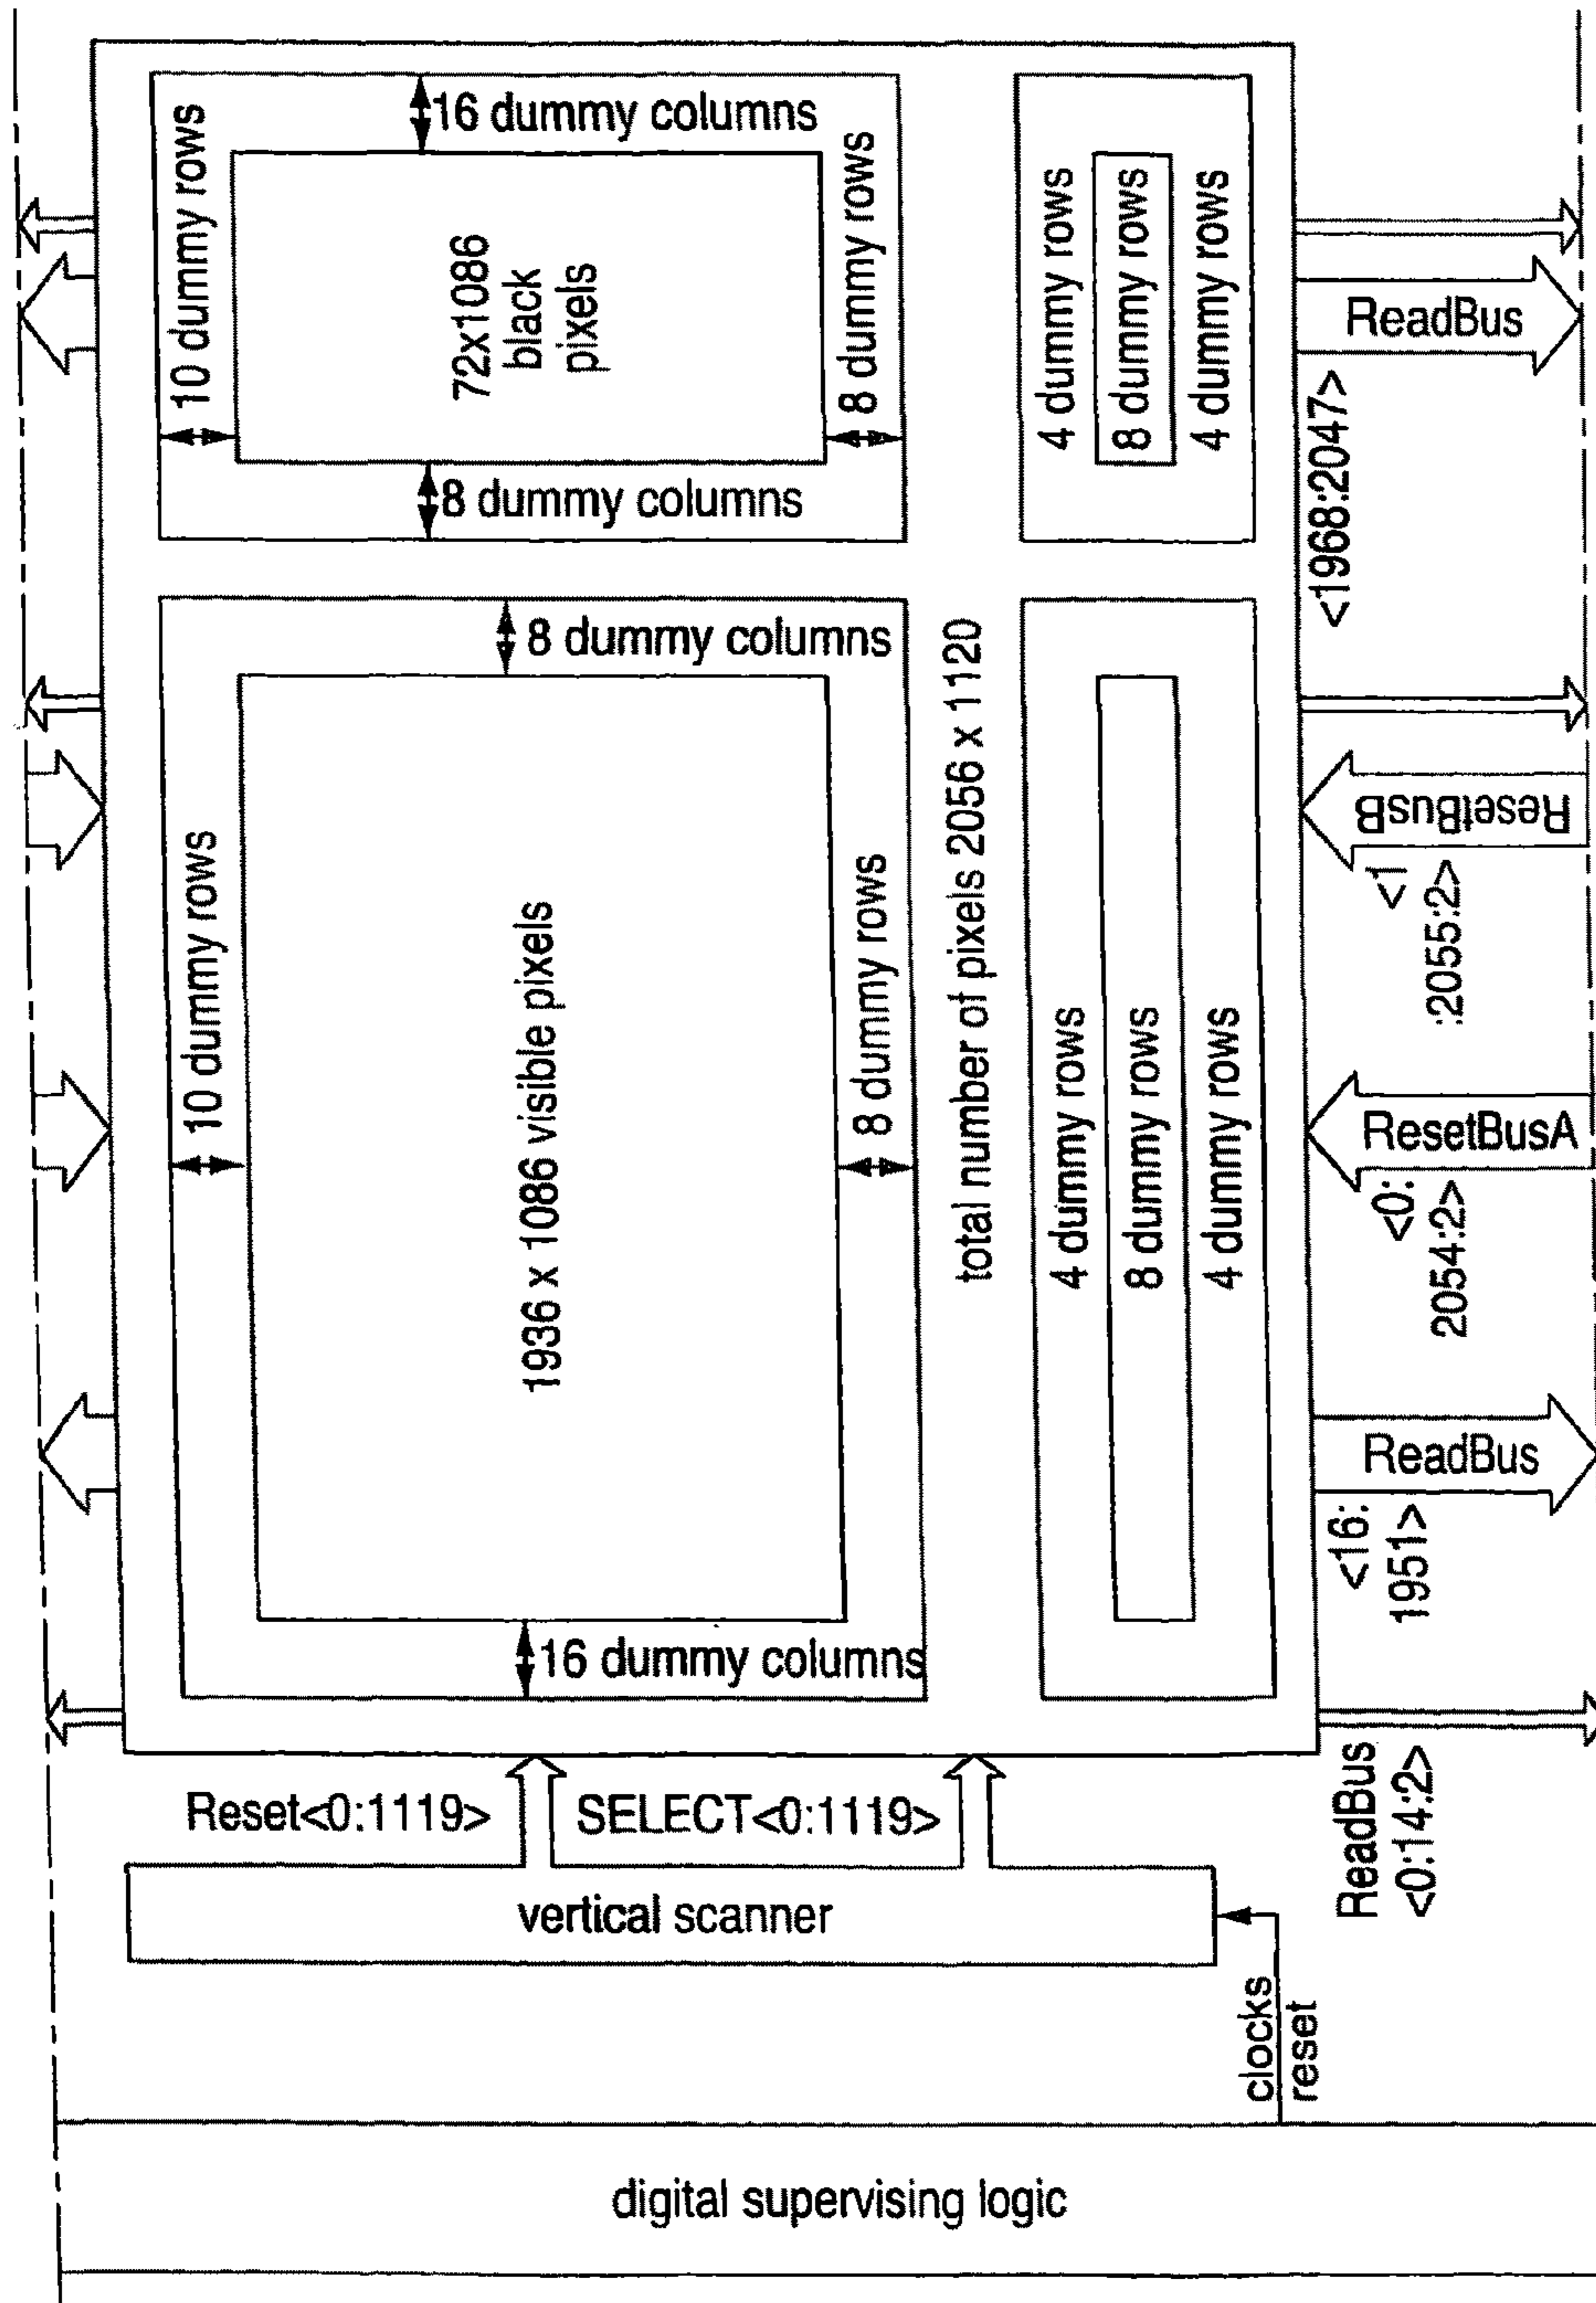 digital supervising logic
clocks
reset
vertical scanner
Reset<0:1119>
SELECT<0:1119>
ReadBus
<0:14:2>
16 dummy columns
10 dummy rows
1936 x 1086 visible pixels
8 dummy rows
8 dummy columns
total number of pixels 2056 x 1120
4 dummy rows
8 dummy rows
4 dummy rows
<16:
1951>
ReadBus
<0:
2054:2>
ResetBusA
<1
:2055:2>
ResetBusB
8 dummy columns
10 dummy rows
72x1086
black
pixels
16 dummy columns
8 dummy rows
4 dummy rows
8 dummy rows
4 dummy rows
<1968:2047>
ReadBus